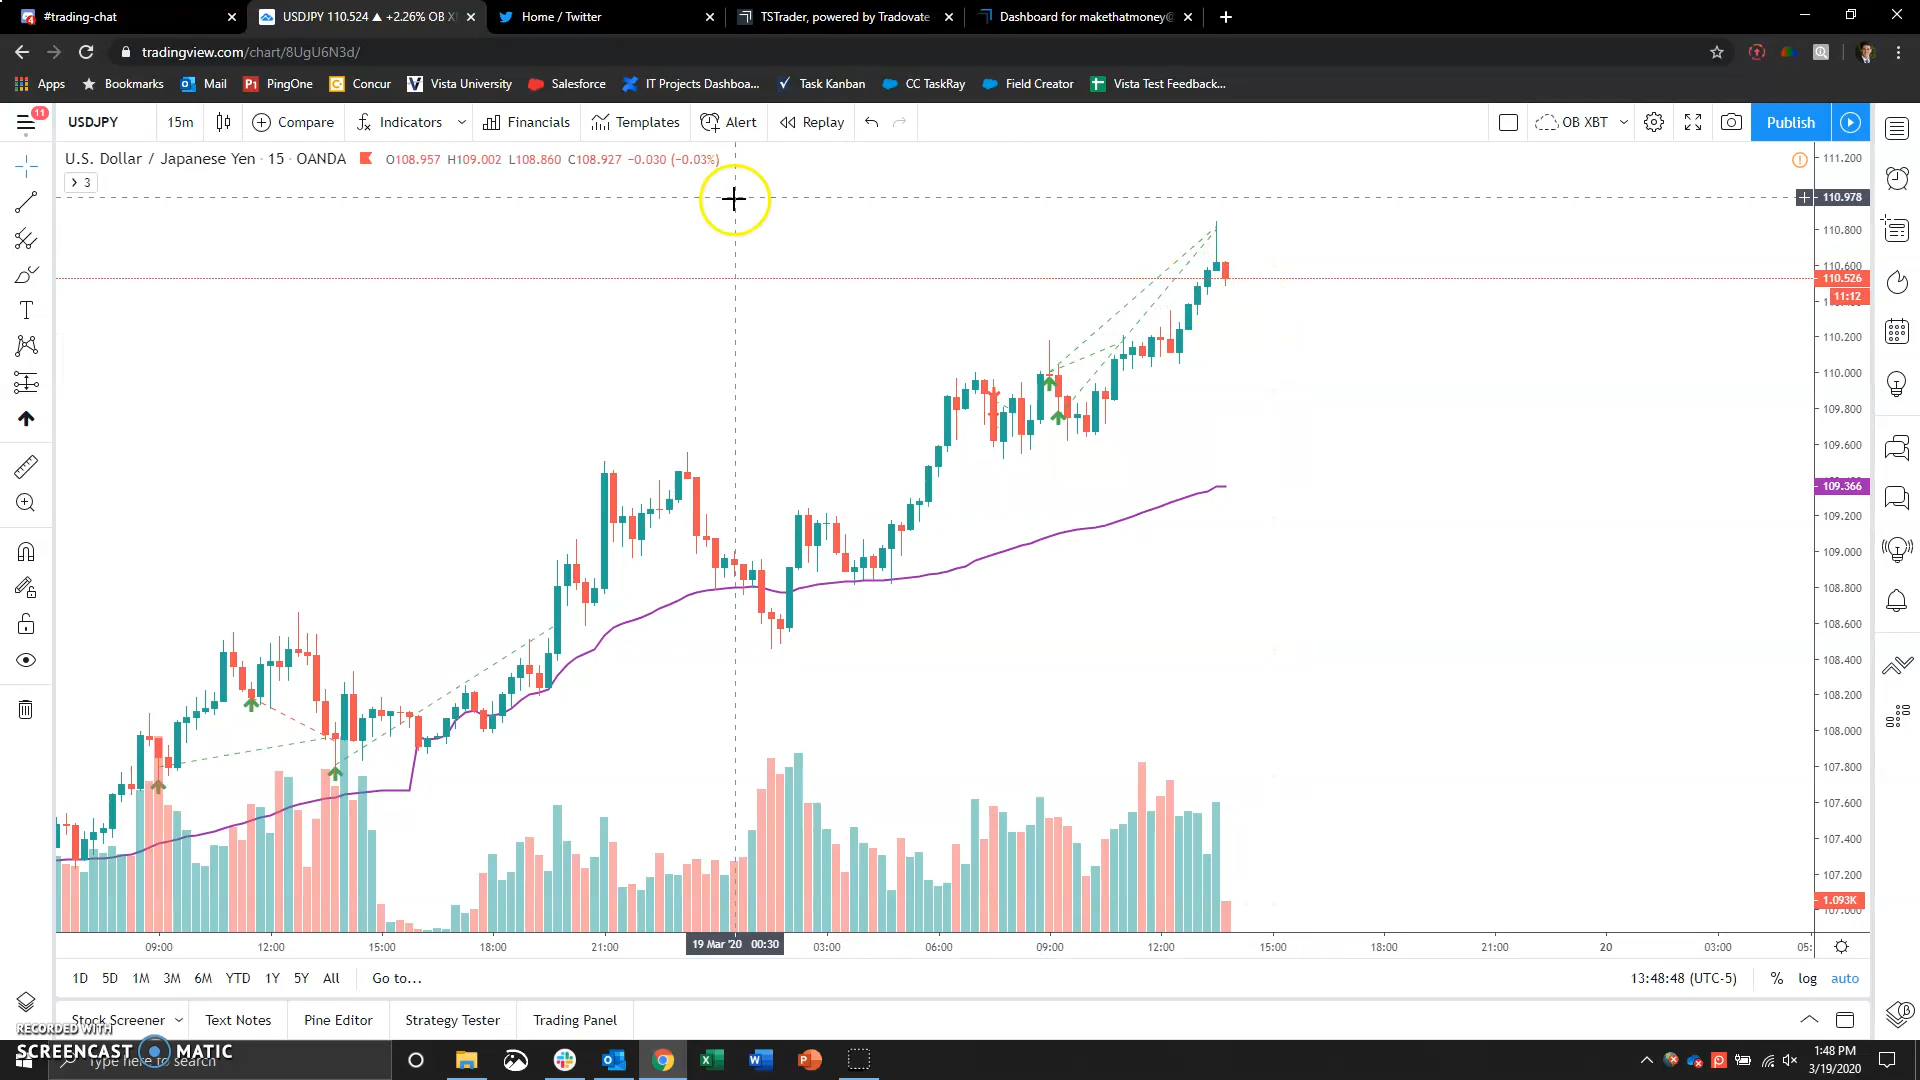 #trading-chat
USDJPY 110.524 ▲ +2.26% OB X
Home / Twitter
TSTrader, powered by Tradovate
Dashboard for makethatmoney@
tradingview.com/chart/8UgU6N3d/
Apps
Bookmarks
Mail
PingOne
Concur
Vista University
Salesforce
IT Projects Dashboa...
Task Kanban
CC TaskRay
Field Creator
Vista Test Feedback...
11
USDJPY
15m
Compare
Indicators
Financials
Templates
Alert
Replay
OB XBT
Publish
U.S. Dollar / Japanese Yen · 15 · OANDA
O108.957 H109.002 L108.860 C108.927 −0.030 (−0.03%)
3
111.200
110.978
110.800
110.600
110.526
11:12
110.200
110.000
109.800
109.600
109.366
109.200
109.000
108.800
108.600
108.400
108.200
108.000
107.800
107.600
107.400
107.200
1.093K
107.000
09:00
12:00
15:00
18:00
21:00
19 Mar '20 00:30
03:00
06:00
09:00
12:00
15:00
18:00
21:00
20
03:00
05:
1D 5D 1M 3M 6M YTD 1Y 5Y All
Go to...
13:48:48 (UTC-5)
%
log
auto
Stock Screener
Text Notes
Pine Editor
Strategy Tester
Trading Panel
RECORDED WITH
SCREENCAST MATIC
Type here to search
1:48 PM
3/19/2020